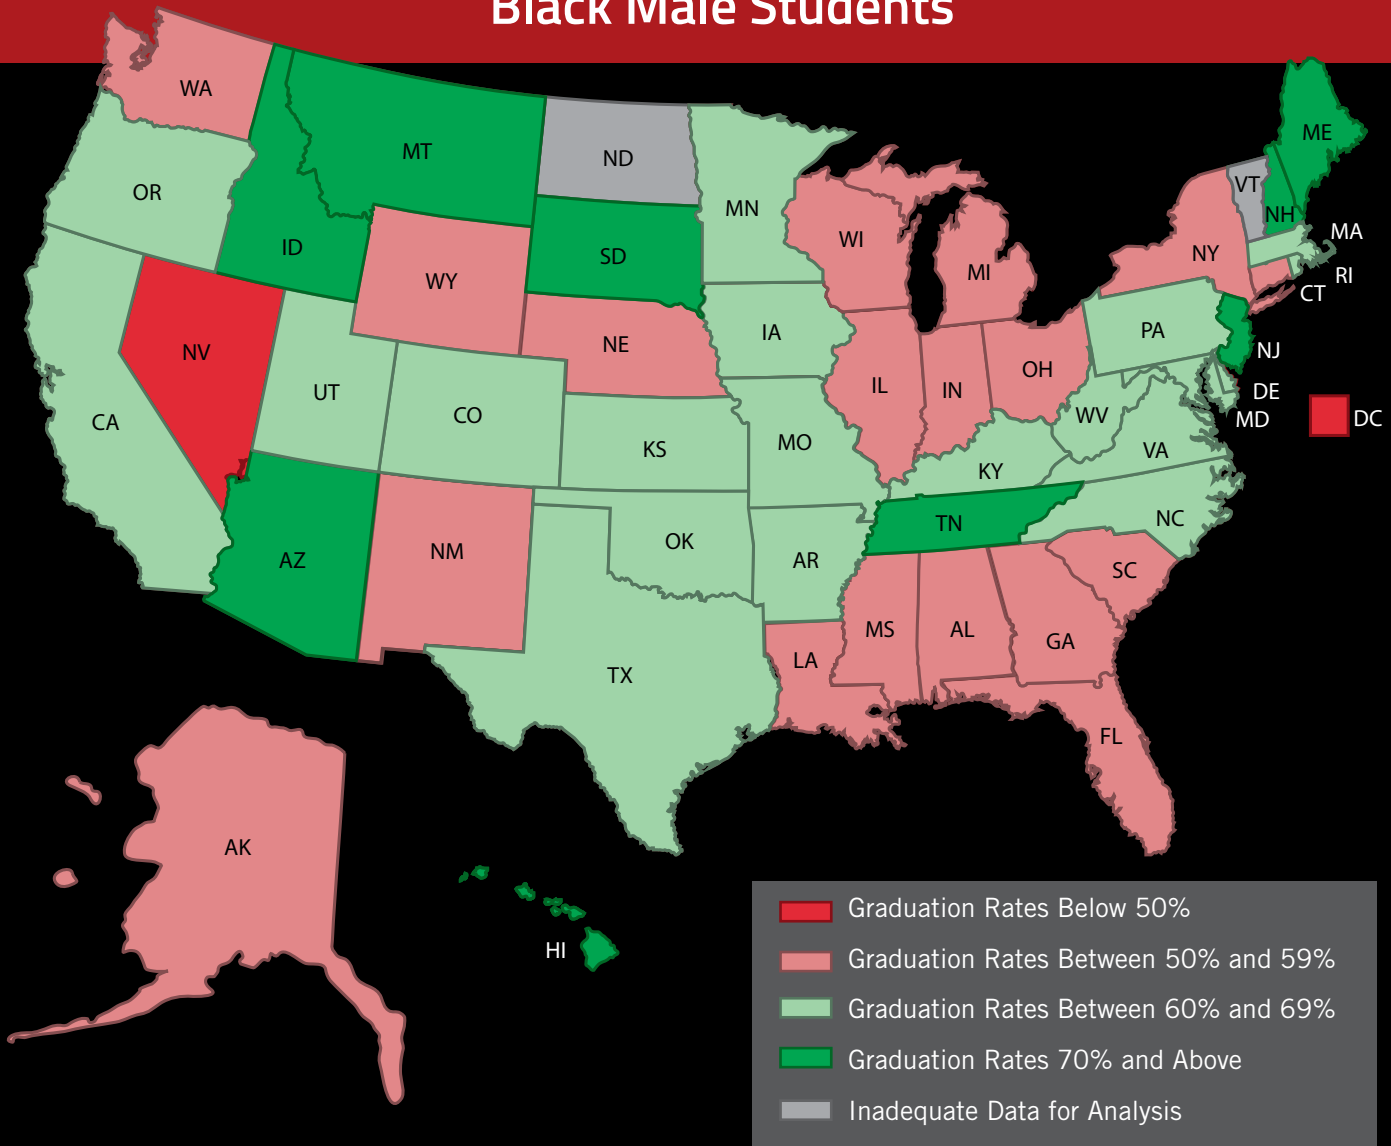 Black Male Students
WA
MT
ND
ME
OR
MN
VT
NH
ID
SD
WI
MA
NY
MI
RI
WY
CT
NV
NE
IA
PA
NJ
UT
CO
IL
IN
OH
DE
CA
KS
MO
WV
MD
DC
KY
VA
AZ
NM
OK
AR
TN
NC
SC
TX
LA
MS
AL
GA
FL
AK
HI
Graduation Rates Below 50%
Graduation Rates Between 50% and 59%
Graduation Rates Between 60% and 69%
Graduation Rates 70% and Above
Inadequate Data for Analysis